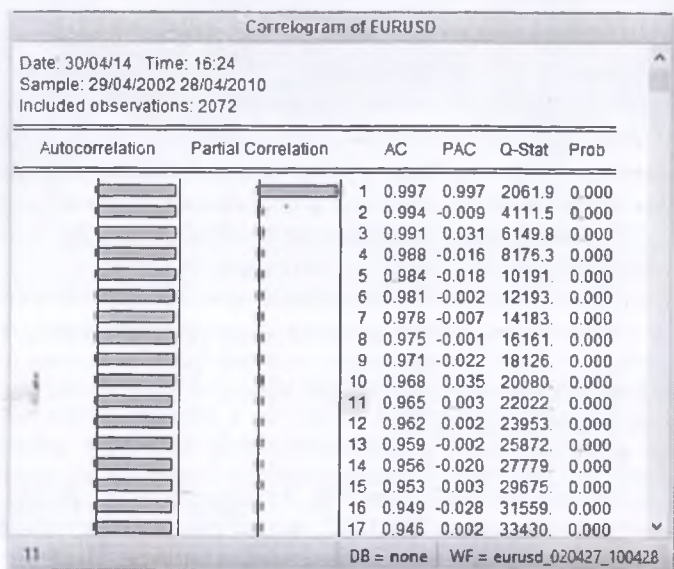 Correlogram of EURUSD
Date: 30/04/14 Time: 16:24
Sample: 29/04/2002 28/04/2010
Included observations: 2072
Autocorrelation Partial Correlation AC PAC Q-Stat Prob
1 0.997 0.997 2061.9 0.000
2 0.994 -0.009 4111.5 0.000
3 0.991 0.031 6149.8 0.000
4 0.988 -0.016 8175.3 0.000
5 0.984 -0.018 10191. 0.000
6 0.981 -0.002 12193. 0.000
7 0.978 -0.007 14183. 0.000
8 0.975 -0.001 16161. 0.000
9 0.971 -0.022 18126. 0.000
10 0.968 0.035 20080. 0.000
11 0.965 0.003 22022. 0.000
12 0.962 0.002 23953. 0.000
13 0.959 -0.002 25872. 0.000
14 0.956 -0.020 27779. 0.000
15 0.953 0.003 29675. 0.000
16 0.949 -0.028 31559. 0.000
17 0.946 0.002 33430. 0.000
11 DB = none WF = eurusd_020427_100428